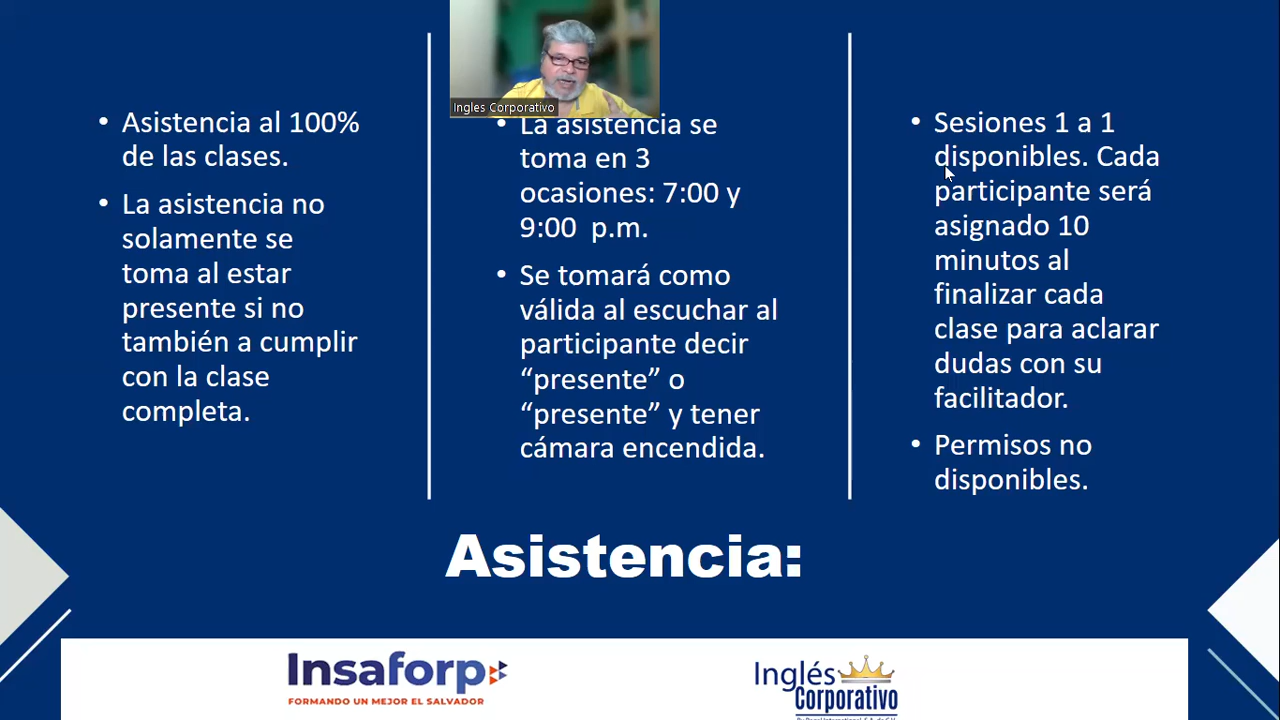 Ingles Corporativo
• Asistencia al 100%
de las clases.
• La asistencia no
solamente se
toma al estar
presente si no
también a cumplir
con la clase
completa.
• La asistencia se
toma en 3
ocasiones: 7:00 y
9:00 p.m.
• Se tomará como
válida al escuchar al
participante decir
“presente” o
“presente” y tener
cámara encendida.
• Sesiones 1 a 1
disponibles. Cada
participante será
asignado 10
minutos al
finalizar cada
clase para aclarar
dudas con su
facilitador.
• Permisos no
disponibles.
Asistencia:
Insaforp
FORMANDO UN MEJOR EL SALVADOR
Inglés
Corporativo